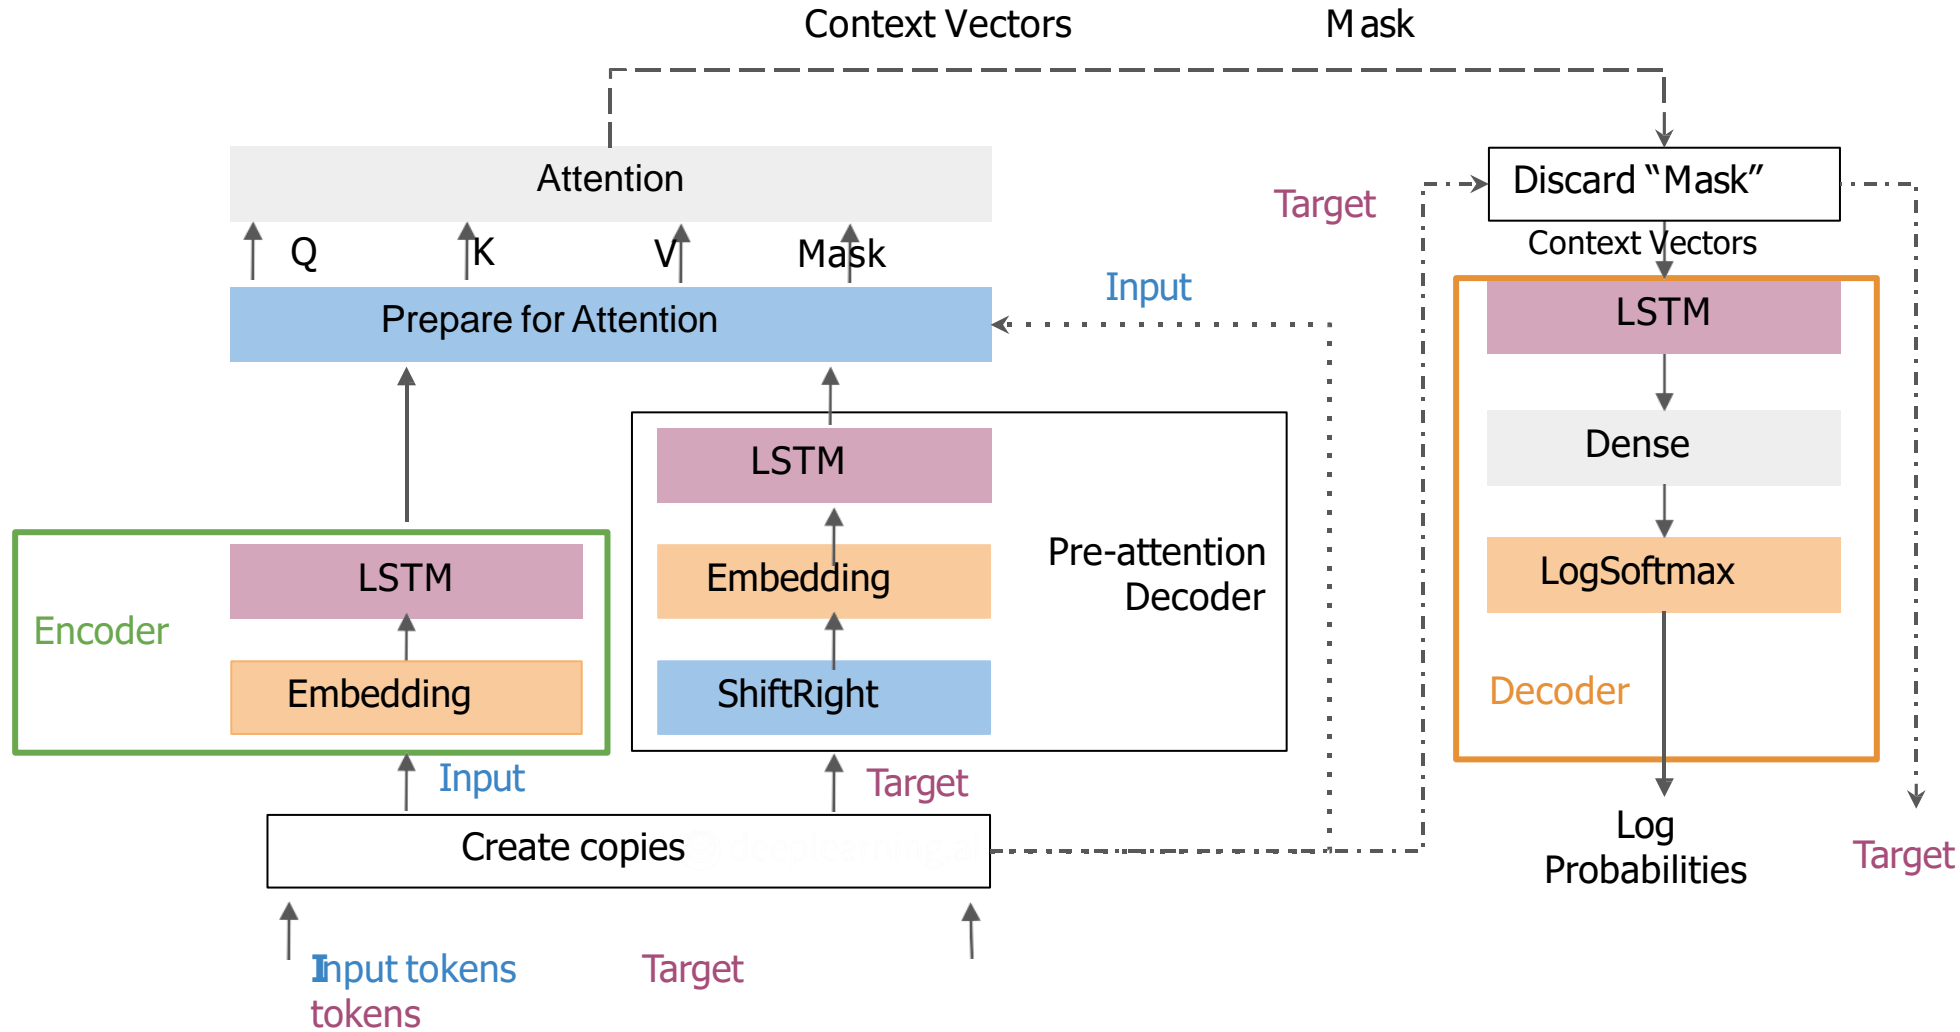 Context Vectors Mask
Attention
Target
Discard “Mask”
Q K V Mask
Context Vectors
Input
Prepare for Attention
LSTM
LSTM
Dense
Pre-attention
Decoder
LSTM
Embedding
LogSoftmax
Encoder
Embedding
ShiftRight
Decoder
Input
Target
Create copies
Log
Probabilities
Target
Input tokens Target
tokens